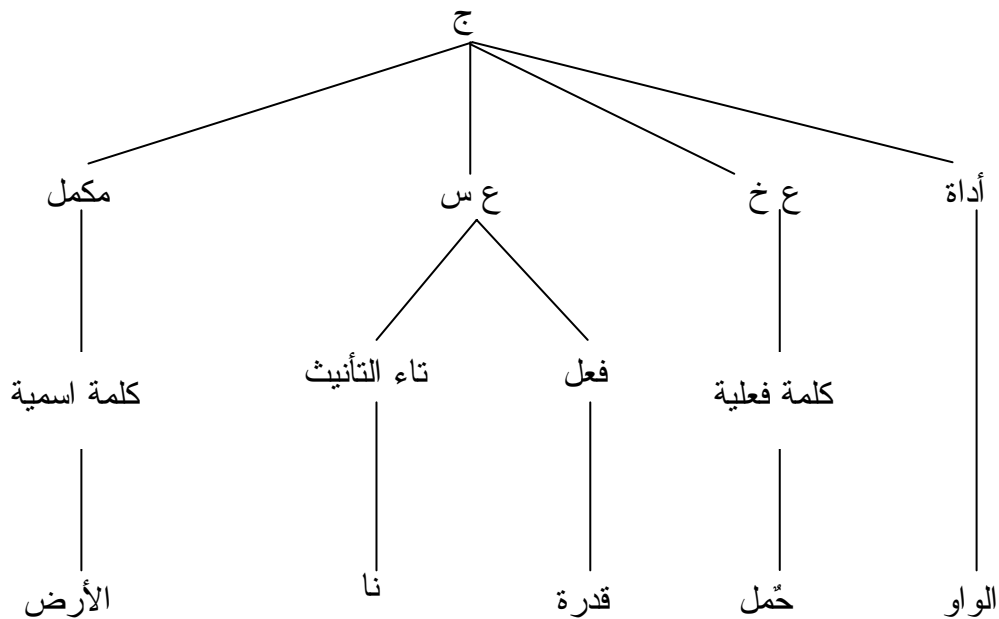 ج
أداة ع خ ع س مكمل
كلمة فعلية فعل تاء التأنيث كلمة اسمية
الواو حٌمل قدرة نا الأرض